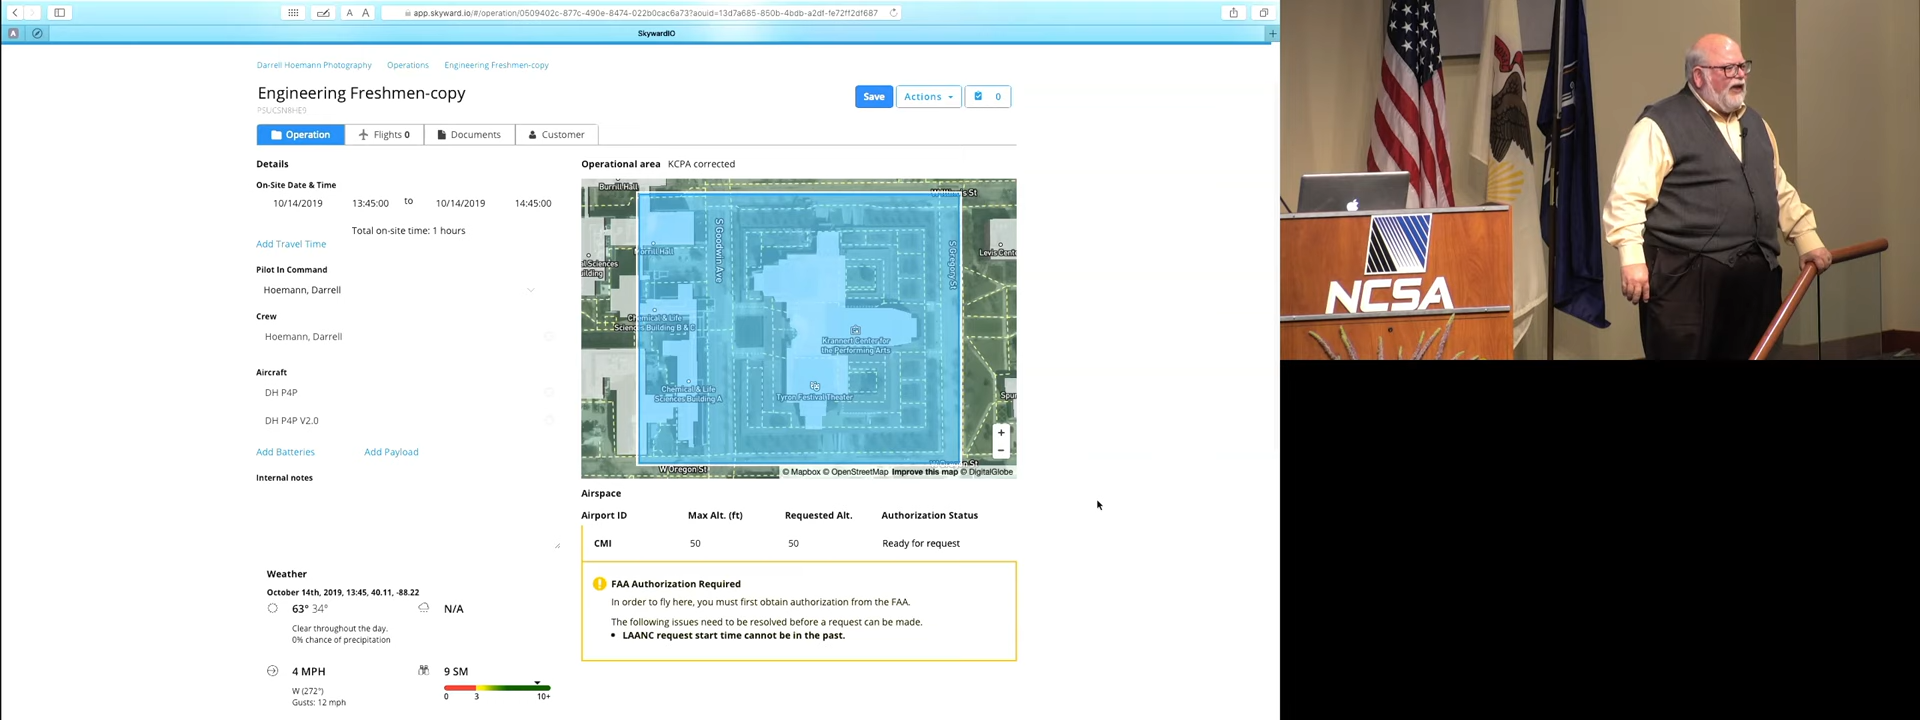 app.skyward.io/#/operation/0509402c-877c-490e-8474-022b0cac6a73?aouid=13d7a685-850b-4bdb-a2df-fe72ff2df687
SkywardIO
Darrell Hoemann Photography Operations Engineering Freshmen-copy
Engineering Freshmen-copy
Save Actions 0
Operation Flights 0 Documents Customer
Details
On-Site Date & Time
10/14/2019 13:45:00 to 10/14/2019 14:45:00
Total on-site time: 1 hours
Add Travel Time
Pilot In Command
Hoemann, Darrell
Crew
Hoemann, Darrell
Aircraft
DH P4P
DH P4P V2.0
Add Batteries Add Payload
Internal notes
Weather
October 14th, 2019, 13:45, 40.11, -88.22
63° 34° N/A
Clear throughout the day.
0% chance of precipitation
4 MPH 9 SM
W (272°)
Gusts: 12 mph
0 3 10+
Operational area KCPA corrected
Burrill Hall
Morrill Hall
S Goodwin Ave
S Gregory St
Chemical & Life
Sciences Building B & C
Krannert Center for
the Performing Arts
Chemical & Life
Sciences Building A
Tyron Festival Theater
W Oregon St
+
−
© Mapbox © OpenStreetMap Improve this map © DigitalGlobe
Airspace
Airport ID Max Alt. (ft) Requested Alt. Authorization Status
CMI 50 50 Ready for request
FAA Authorization Required
In order to fly here, you must first obtain authorization from the FAA.
The following issues need to be resolved before a request can be made.
• LAANC request start time cannot be in the past.
NCSA